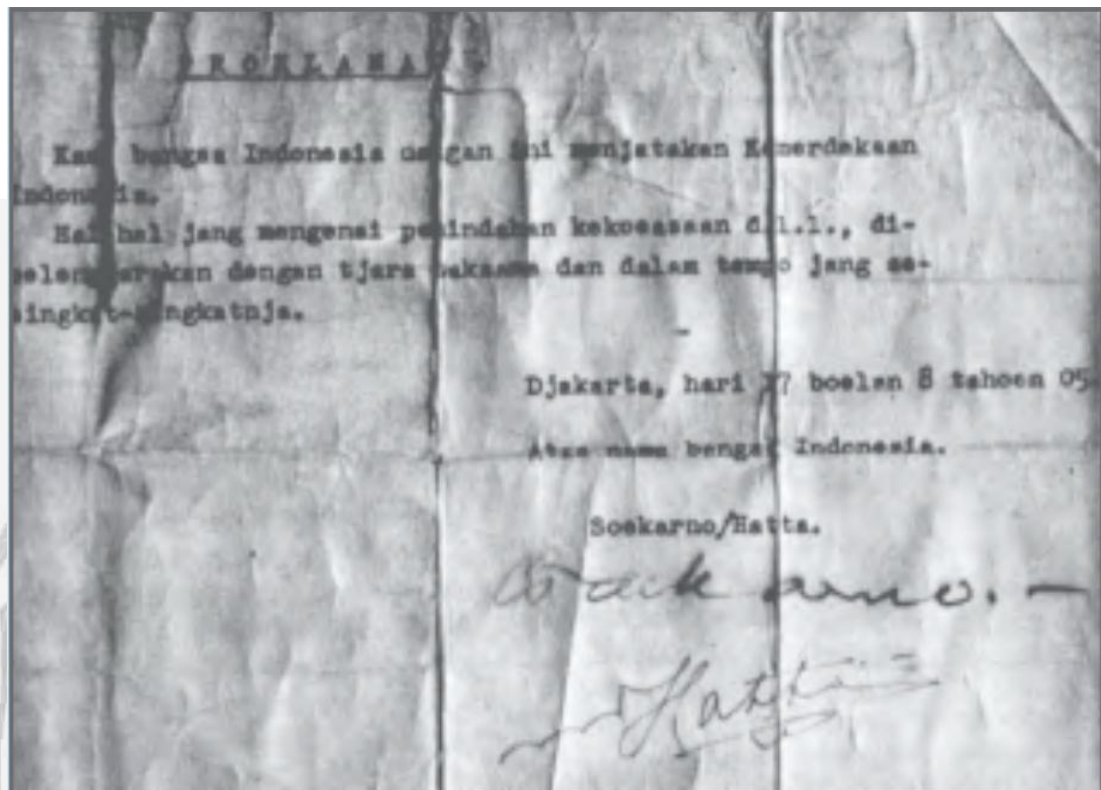 P R O K L A M A S I
Kami bangsa Indonesia dengan ini menjatakan Kemerdekaan
Indonesia.
Hal hal jang mengenai pemindahan kekoeasaan d.l.l., di-
selenggarakan dengan tjara saksama dan dalam tempo jang se-
singkat-singkatnja.
Djakarta, hari 17 boelan 8 tahoen 05
Atas nama bangsa Indonesia.
Soekarno/Hatta.
Soekarno.-
Hatta